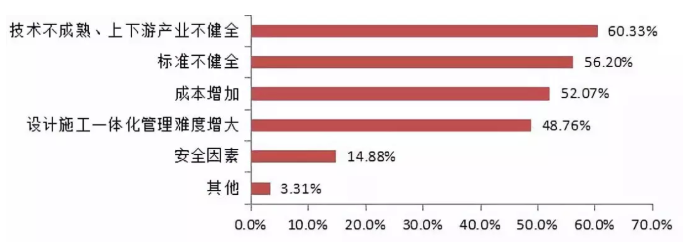 技术不成熟、上下游产业不健全 60.33%
标准不健全 56.20%
成本增加 52.07%
设计施工一体化管理难度增大 48.76%
安全因素 14.88%
其他 3.31%
0.0% 10.0% 20.0% 30.0% 40.0% 50.0% 60.0% 70.0%